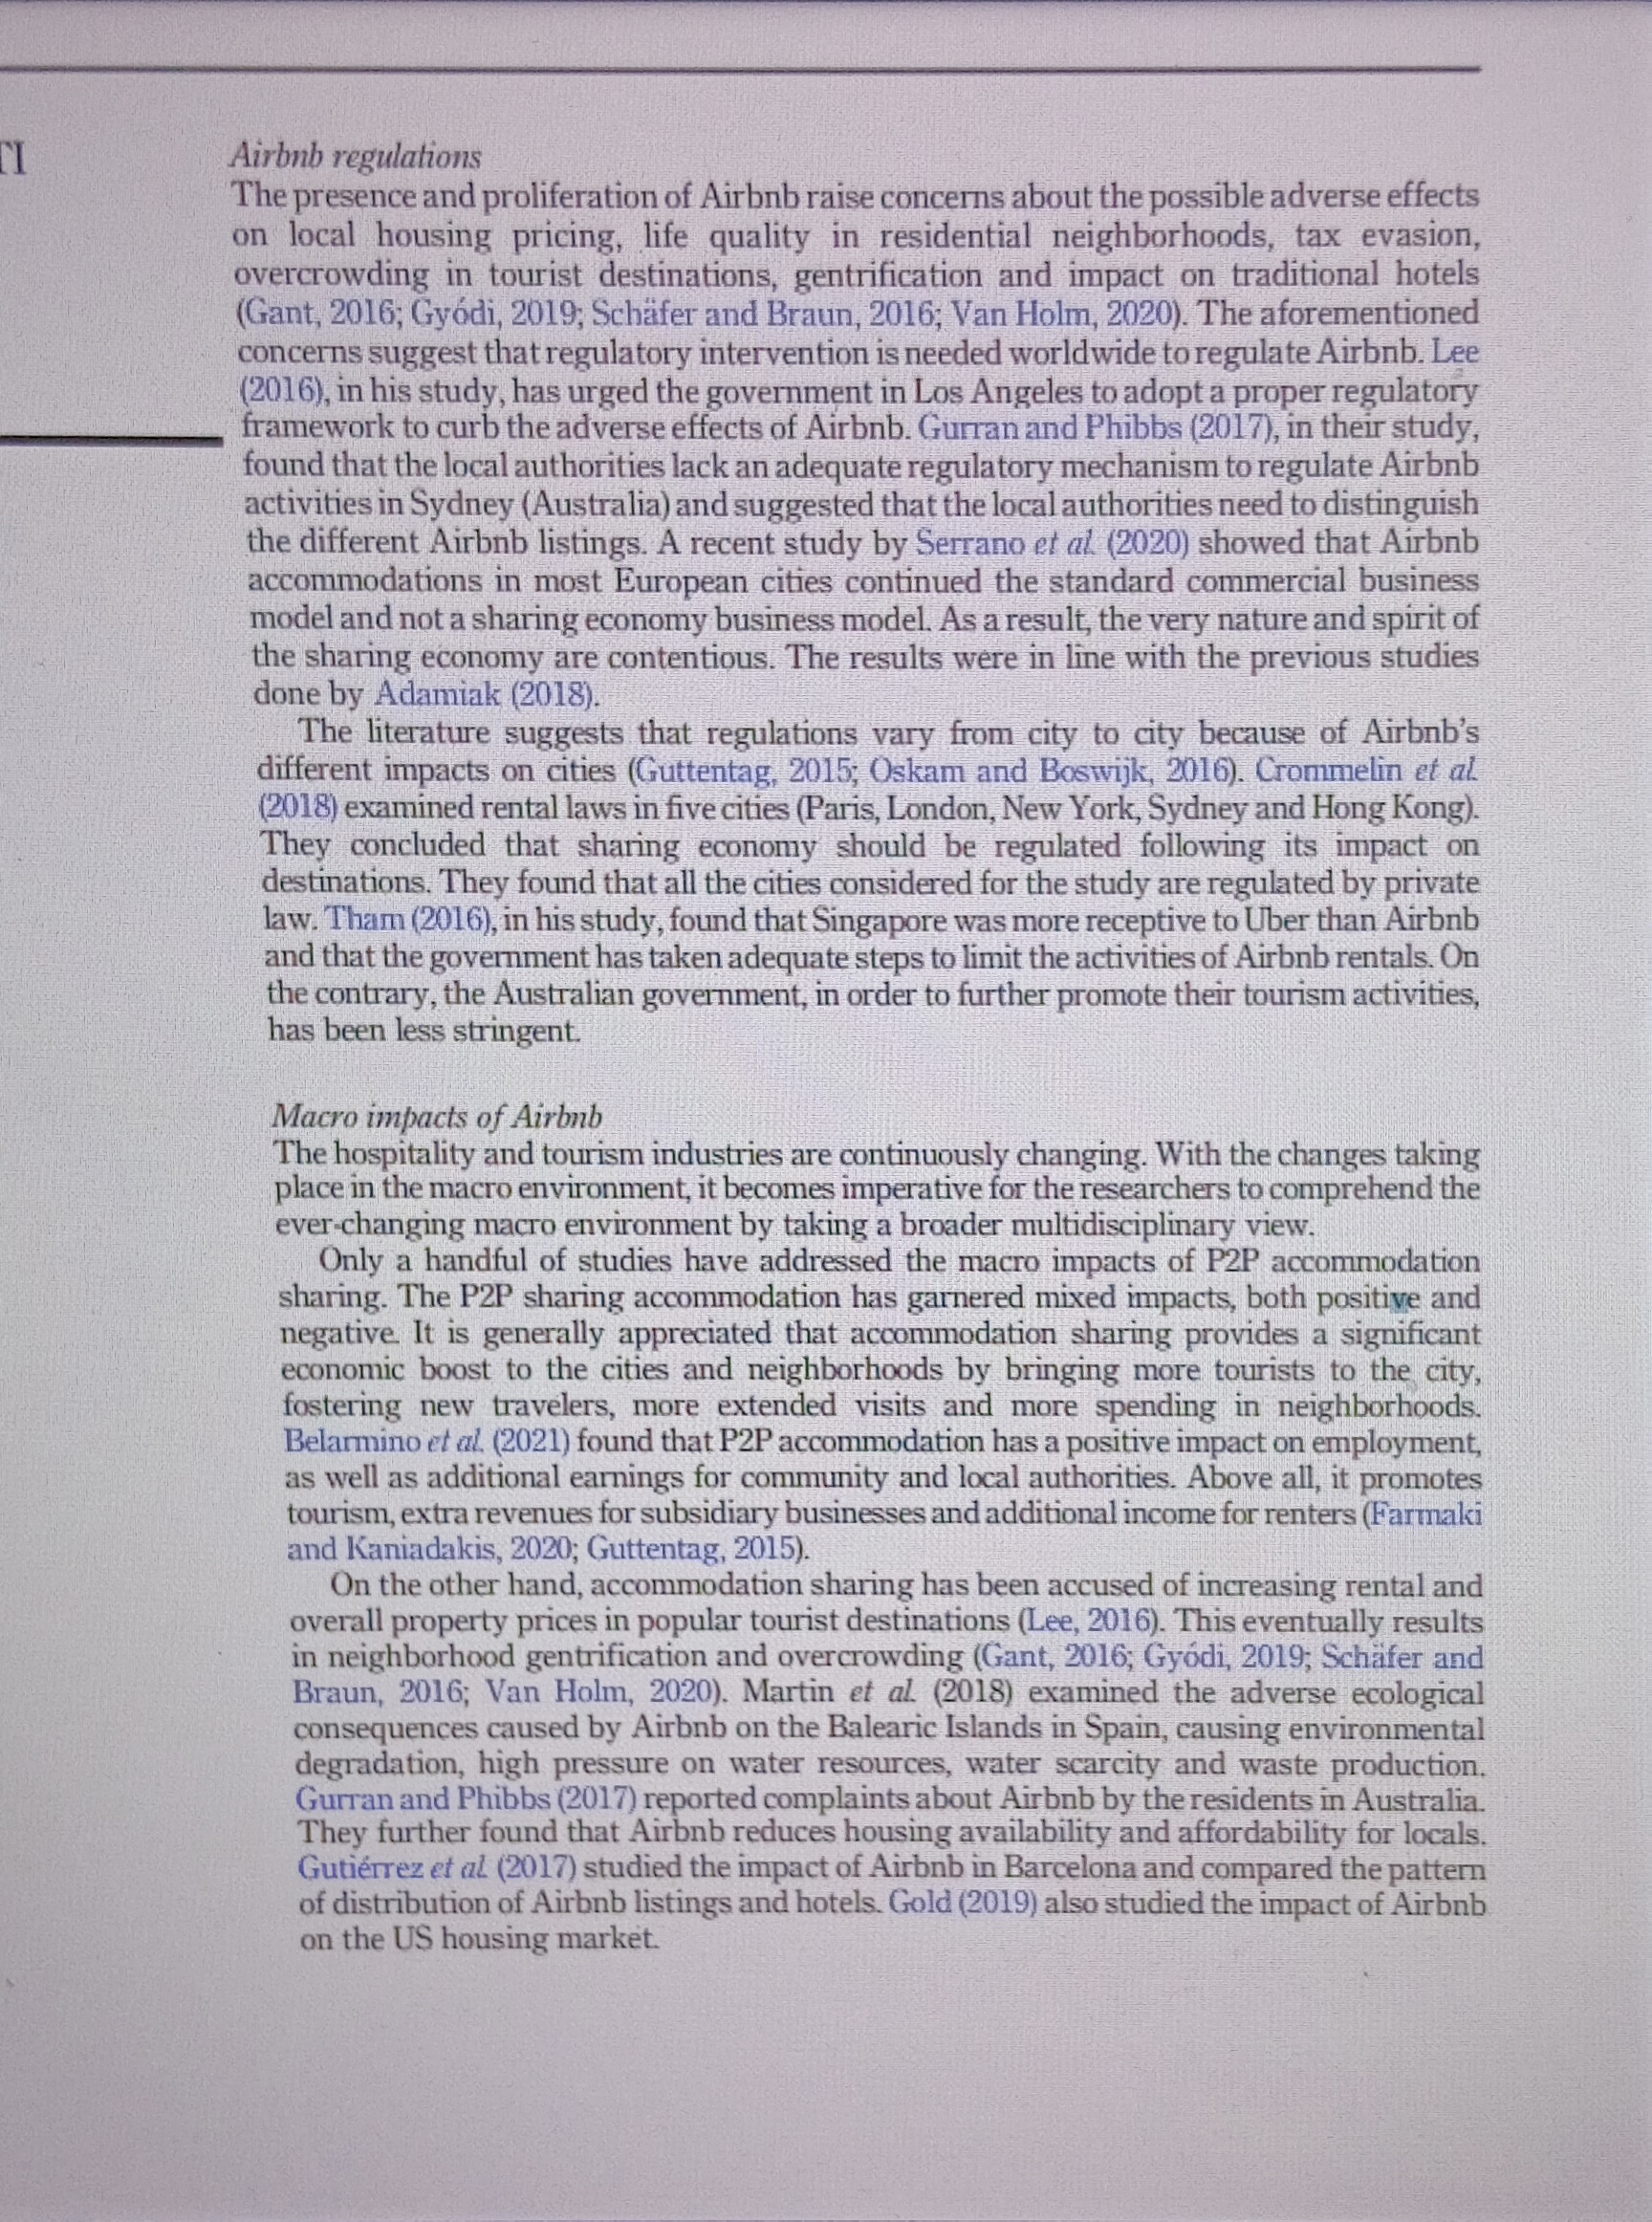 TI
Airbnb regulations
The presence and proliferation of Airbnb raise concerns about the possible adverse effects
on local housing pricing, life quality in residential neighborhoods, tax evasion,
overcrowding in tourist destinations, gentrification and impact on traditional hotels
(Gant, 2016; Gyódi, 2019; Schäfer and Braun, 2016; Van Holm, 2020). The aforementioned
concerns suggest that regulatory intervention is needed worldwide to regulate Airbnb. Lee
(2016), in his study, has urged the government in Los Angeles to adopt a proper regulatory
framework to curb the adverse effects of Airbnb. Gurran and Phibbs (2017), in their study,
found that the local authorities lack an adequate regulatory mechanism to regulate Airbnb
activities in Sydney (Australia) and suggested that the local authorities need to distinguish
the different Airbnb listings. A recent study by Serrano et al. (2020) showed that Airbnb
accommodations in most European cities continued the standard commercial business
model and not a sharing economy business model. As a result, the very nature and spirit of
the sharing economy are contentious. The results were in line with the previous studies
done by Adamiak (2018).
The literature suggests that regulations vary from city to city because of Airbnb's
different impacts on cities (Guttentag, 2015; Oskam and Boswijk, 2016). Crommelin et al.
(2018) examined rental laws in five cities (Paris, London, New York, Sydney and Hong Kong).
They concluded that sharing economy should be regulated following its impact on
destinations. They found that all the cities considered for the study are regulated by private
law. Tham (2016), in his study, found that Singapore was more receptive to Uber than Airbnb
and that the government has taken adequate steps to limit the activities of Airbnb rentals. On
the contrary, the Australian government, in order to further promote their tourism activities,
has been less stringent.
Macro impacts of Airbnb
The hospitality and tourism industries are continuously changing. With the changes taking
place in the macro environment, it becomes imperative for the researchers to comprehend the
ever-changing macro environment by taking a broader multidisciplinary view.
Only a handful of studies have addressed the macro impacts of P2P accommodation
sharing. The P2P sharing accommodation has garnered mixed impacts, both positive and
negative. It is generally appreciated that accommodation sharing provides a significant
economic boost to the cities and neighborhoods by bringing more tourists to the city,
fostering new travelers, more extended visits and more spending in neighborhoods.
Belarmino et al. (2021) found that P2P accommodation has a positive impact on employment,
as well as additional earnings for community and local authorities. Above all, it promotes
tourism, extra revenues for subsidiary businesses and additional income for renters (Farmaki
and Kaniadakis, 2020; Guttentag, 2015).
On the other hand, accommodation sharing has been accused of increasing rental and
overall property prices in popular tourist destinations (Lee, 2016). This eventually results
in neighborhood gentrification and overcrowding (Gant, 2016; Gyódi, 2019; Schäfer and
Braun, 2016; Van Holm, 2020). Martin et al. (2018) examined the adverse ecological
consequences caused by Airbnb on the Balearic Islands in Spain, causing environmental
degradation, high pressure on water resources, water scarcity and waste production.
Gurran and Phibbs (2017) reported complaints about Airbnb by the residents in Australia.
They further found that Airbnb reduces housing availability and affordability for locals.
Gutiérrez et al. (2017) studied the impact of Airbnb in Barcelona and compared the pattern
of distribution of Airbnb listings and hotels. Gold (2019) also studied the impact of Airbnb
on the US housing market.